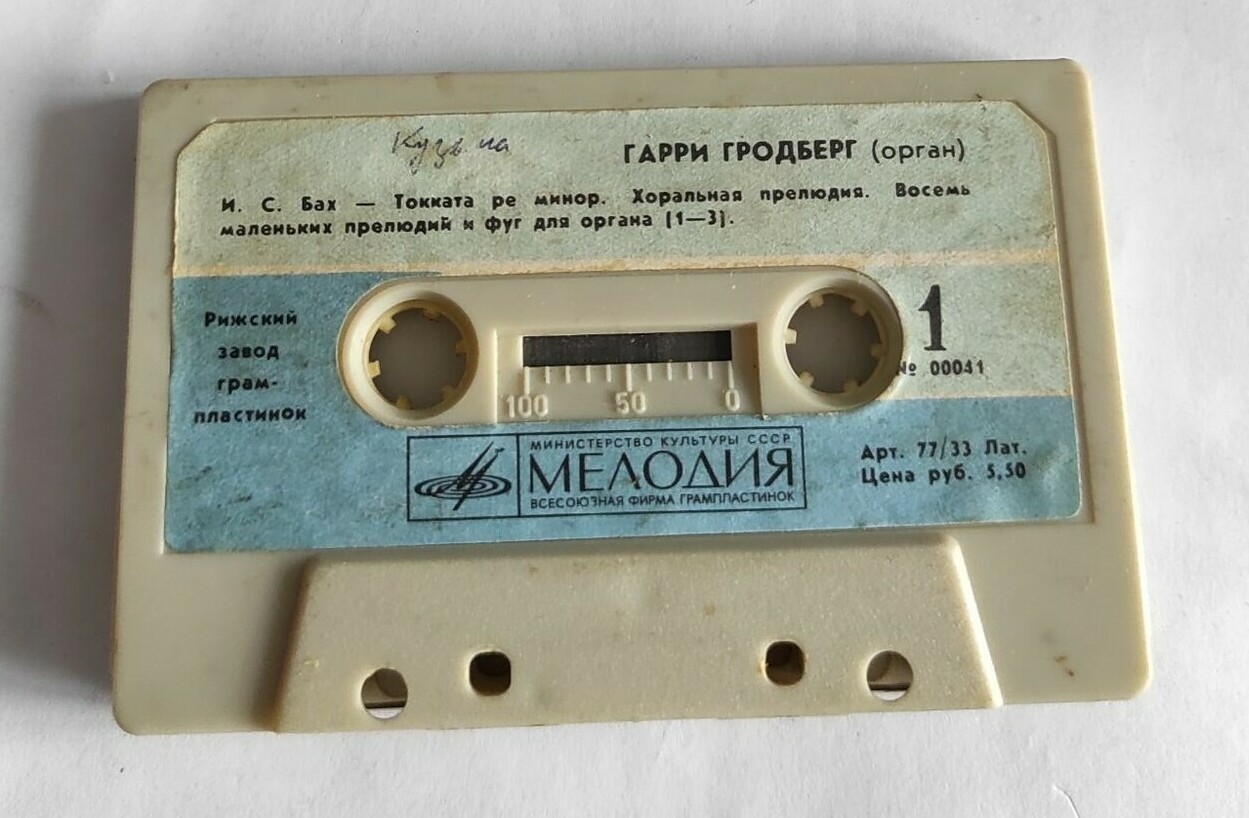 ГАРРИ ГРОДБЕРГ (орган)
И. С. Бах — Токката ре минор. Хоральная прелюдия. Восемь
маленьких прелюдий и фуг для органа (1—3).
Рижский
завод
грам-
пластинок
1
№ 00041
100 50 0
МИНИСТЕРСТВО КУЛЬТУРЫ СССР
МЕЛОДИЯ
ВСЕСОЮЗНАЯ ФИРМА ГРАМПЛАСТИНОК
Арт. 77/33 Лат.
Цена руб. 5,50